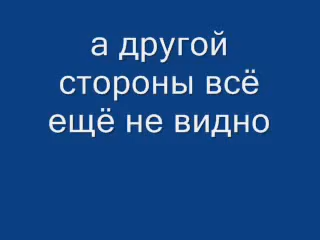 а другой
стороны всё
ещё не видно